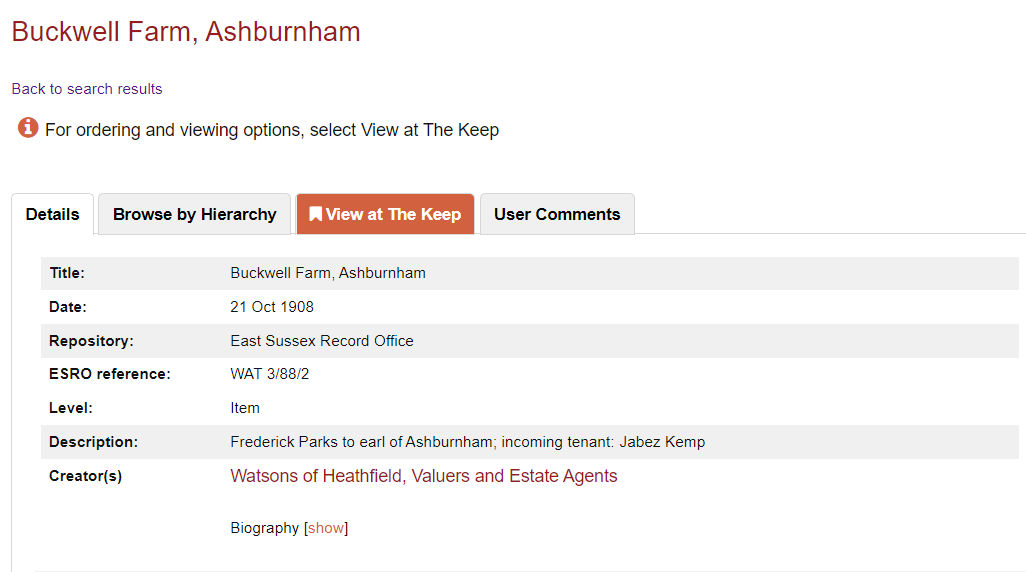 Buckwell Farm, Ashburnham
Back to search results
For ordering and viewing options, select View at The Keep
Details Browse by Hierarchy View at The Keep User Comments
Title: Buckwell Farm, Ashburnham
Date: 21 Oct 1908
Repository: East Sussex Record Office
ESRO reference: WAT 3/88/2
Level: Item
Description: Frederick Parks to earl of Ashburnham; incoming tenant: Jabez Kemp
Creator(s) Watsons of Heathfield, Valuers and Estate Agents
Biography [show]